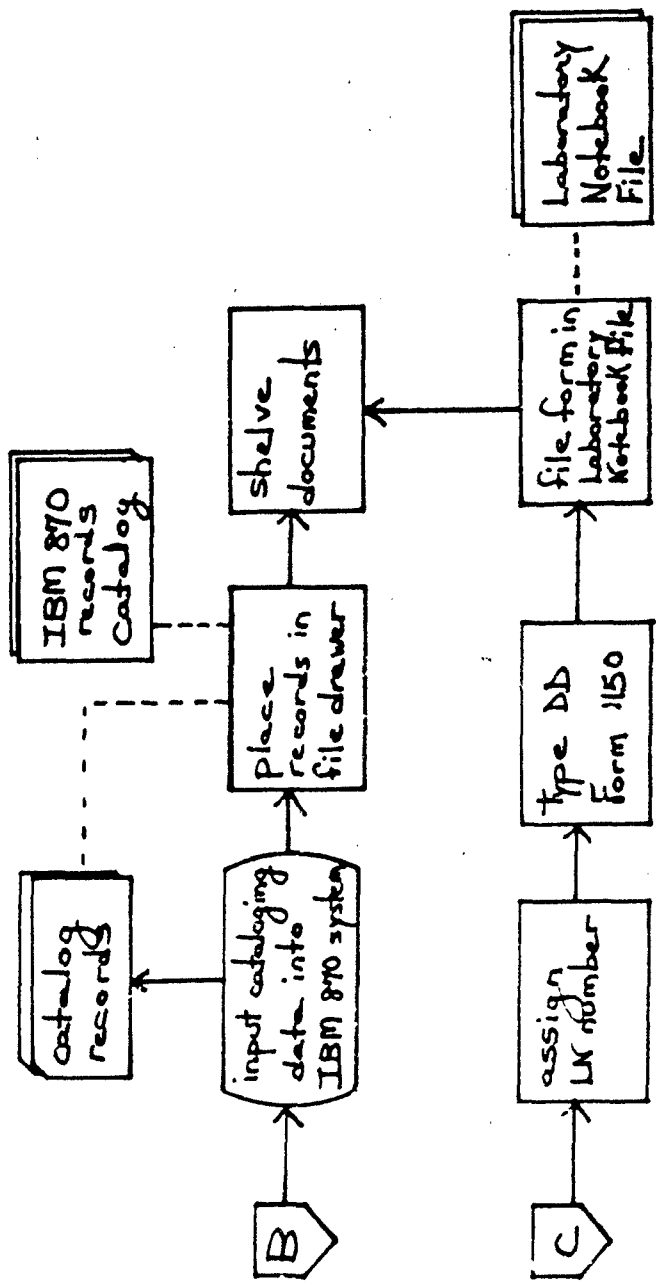 B
input cataloging
data into
IBM 870 system
catalog
records
place
records in
file drawer
IBM 870
records
catalog
shelve
documents
C
assign
LN number
type DD
Form 1150
file form in
Laboratory
Notebook File
Laboratory
Notebook
File